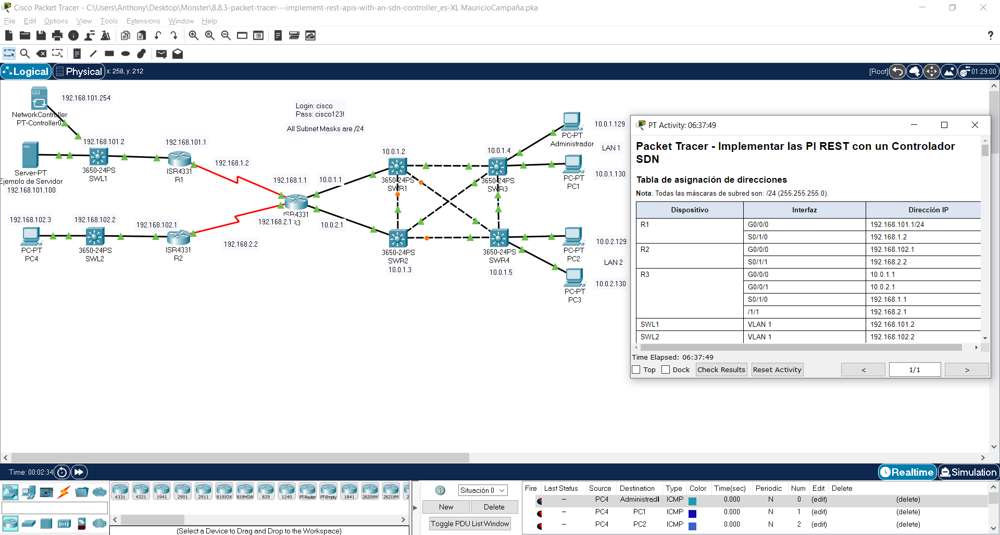 Cisco Packet Tracer - C:\Users\Anthony\Desktop\Monster\8.8.3-packet-tracer---implement-rest-apis-with-an-sdn-controller_es-XL MauricioCampaña.pka
File Edit Options View Tools Extensions Window Help
?
Logical Physical x: 258, y: 212 [Root] 01:29:00
192.168.101.254
NetworkController
PT-Controller0
Login: cisco
Pass: cisco123!
All Subnet Masks are /24
192.168.101.2
192.168.101.1
3650-24PS
SWL1
ISR4331
R1
Server-PT
Ejemplo de Servidor
192.168.101.100
192.168.1.2
192.168.1.1
10.0.1.1
ISR4331
R3
192.168.2.1
10.0.2.1
192.168.102.3
192.168.102.2
192.168.102.1
PC-PT
PC4
3650-24PS
SWL2
ISR4331
R2
192.168.2.2
10.0.1.2
3650-24PS
SWR1
10.0.1.4
3650-24PS
SWR3
3650-24PS
SWR2
10.0.1.3
3650-24PS
SWR4
10.0.1.5
10.0.1.129
PC-PT
Administrador
LAN 1
10.0.1.130
PC-PT
PC1
10.0.2.129
PC-PT
PC2
LAN 2
10.0.2.130
PC-PT
PC3
PT Activity: 06:37:49
Packet Tracer - Implementar las PI REST con un Controlador
SDN
Tabla de asignación de direcciones
Nota: Todas las máscaras de subred son: /24 (255.255.255.0).
Dispositivo Interfaz Dirección IP
R1 G0/0/0 192.168.101.1/24
S0/1/0 192.168.1.2
R2 G0/0/0 192.168.102.1
S0/1/1 192.168.2.2
R3 G0/0/0 10.0.1.1
G0/0/1 10.0.2.1
S0/1/0 192.168.1.1
/1/1 192.168.2.1
SWL1 VLAN 1 192.168.101.2
SWL2 VLAN 1 192.168.102.2
Time Elapsed: 06:37:49
Top Dock Check Results Reset Activity < 1/1 >
Time: 00:02:34 Realtime Simulation
4331 4321 1941 2901 2911 819IOX 819HGW 829 1240 PT-Router PT-Empty 1841 2620XM 2621XM
(Select a Device to Drag and Drop to the Workspace)
Situación 0
New Delete
Toggle PDU List Window
Fire Last Status Source Destination Type Color Time(sec) Periodic Num Edit Delete
-- PC4 Administrad ICMP 0.000 N 0 (edit) (delete)
-- PC4 PC1 ICMP 0.000 N 1 (edit) (delete)
-- PC4 PC2 ICMP 0.000 N 2 (edit) (delete)